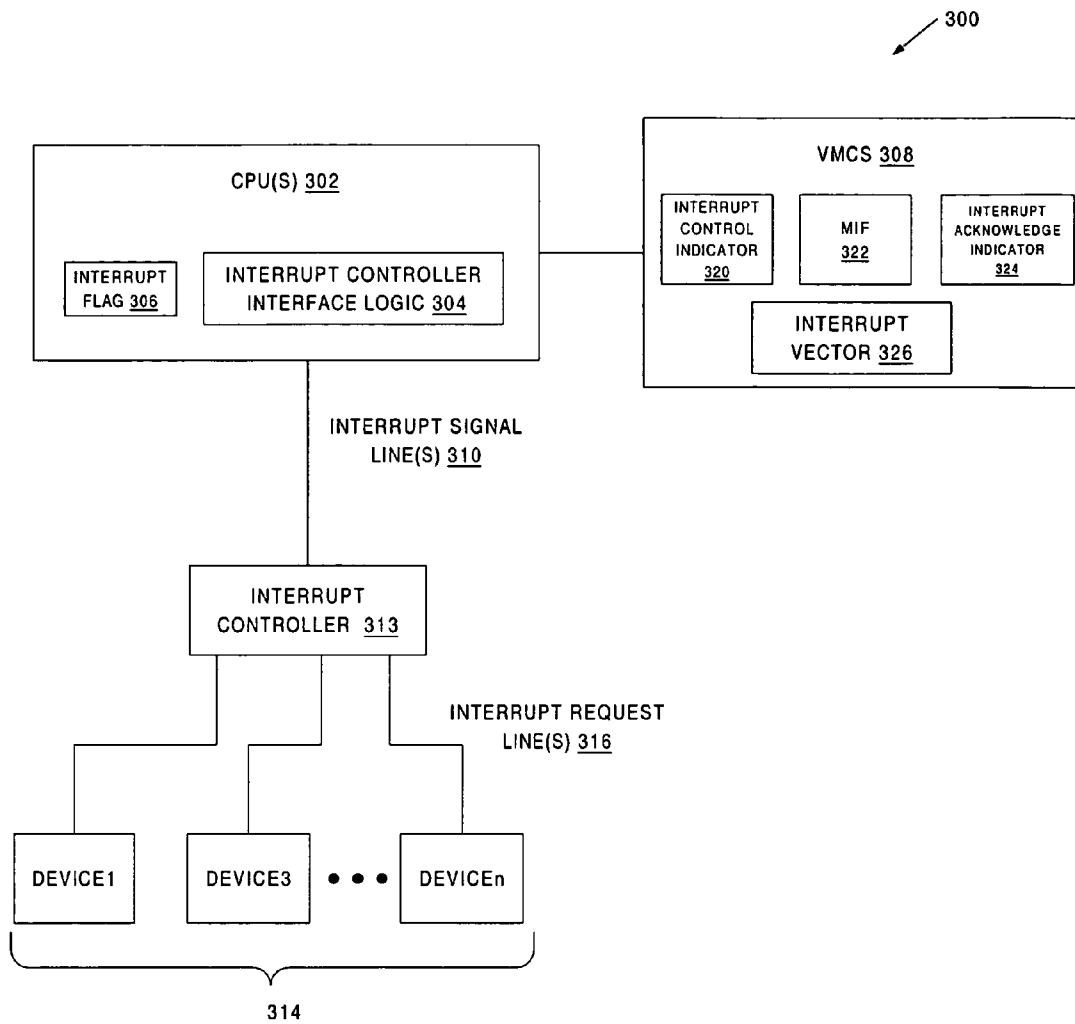 300
VMCS 308
CPU(S) 302
INTERRUPT
CONTROL
INDICATOR
320
MIF
322
INTERRUPT
ACKNOWLEDGE
INDICATOR
324
INTERRUPT
FLAG 306
INTERRUPT CONTROLLER
INTERFACE LOGIC 304
INTERRUPT
VECTOR 326
INTERRUPT SIGNAL
LINE(S) 310
INTERRUPT
CONTROLLER 313
INTERRUPT REQUEST
LINE(S) 316
DEVICE1
DEVICE3
DEVICEn
314